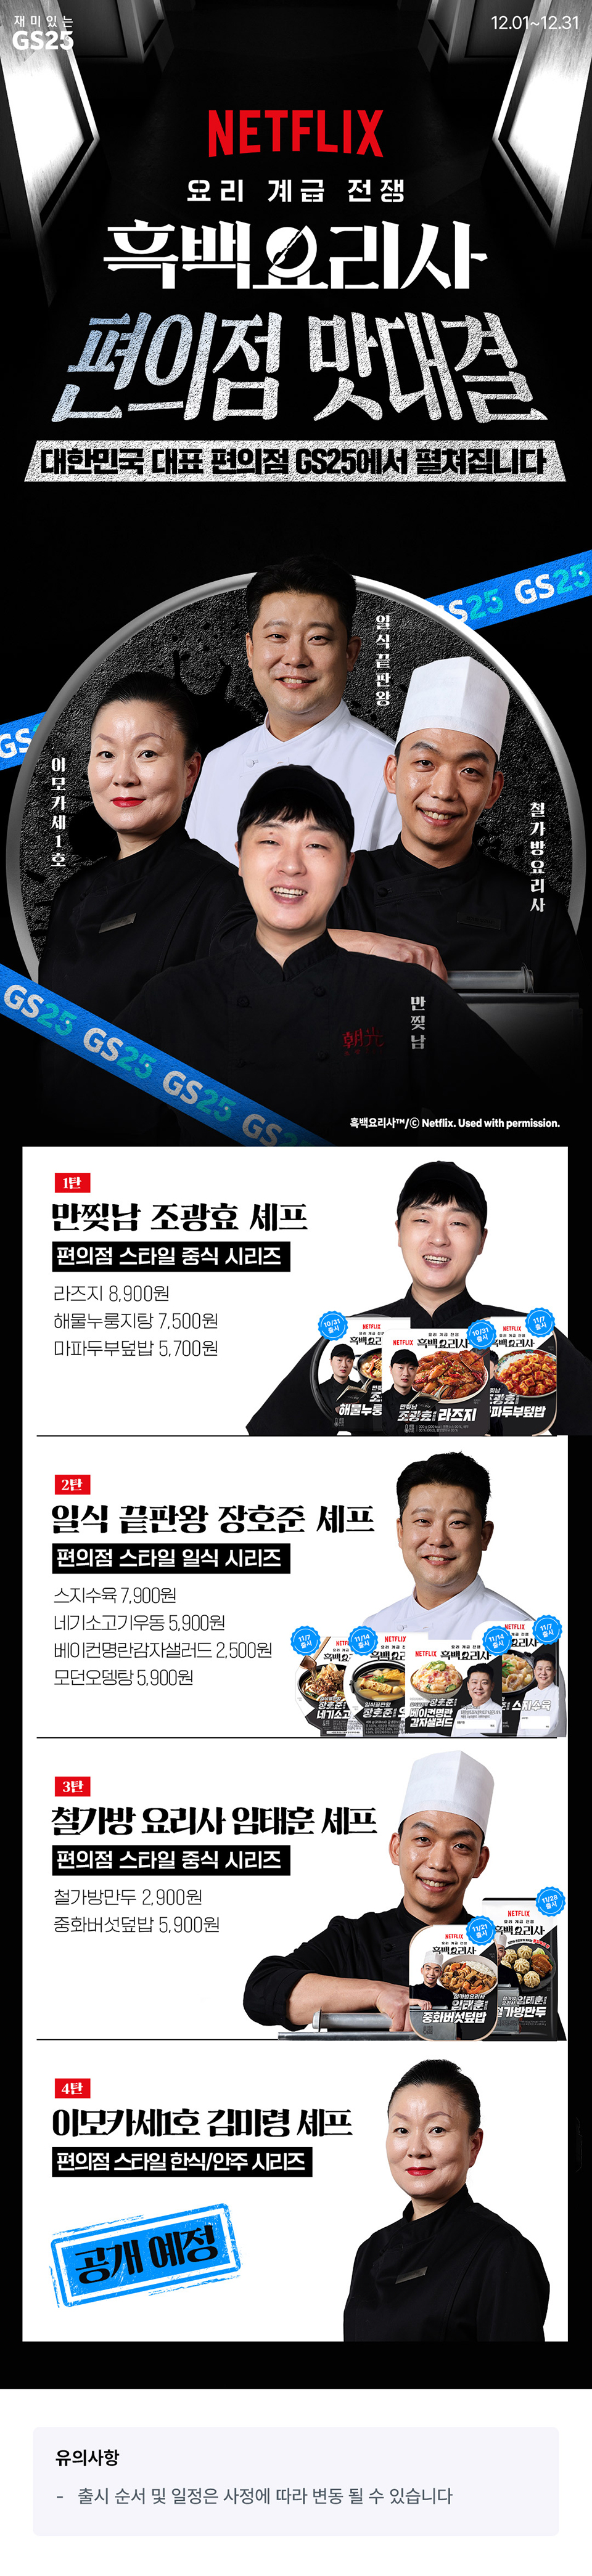 재미있는
GS25
12.01~12.31
NETFLIX
요리 계급 전쟁
흑백요리사
편의점 맛대결
대한민국 대표 편의점 GS25에서 펼쳐집니다
GS25 GS25
일식끝판왕
GS25
이모카세1호
철가방요리사
만찢남
朝光
GS25 GS25 GS25 GS25
흑백요리사™/ⓒ Netflix. Used with permission.
1탄
만찢남 조광효 셰프
편의점 스타일 중식 시리즈
라즈지 8,900원
해물누룽지탕 7,500원
마파두부덮밥 5,700원
10/31 출시
10/31 출시
11/7 출시
NETFLIX
NETFLIX
흑백요리사
해물누룽
조광효 라즈지
파두부덮밥
2탄
일식 끝판왕 장호준 셰프
편의점 스타일 일식 시리즈
스지수육 7,900원
네기소고기우동 5,900원
베이컨명란감자샐러드 2,500원
모던오뎅탕 5,900원
11/7 출시
11/14 출시
11/14 출시
11/7 출시
NETFLIX
NETFLIX
흑백요리사
네기소고
장호준
베이컨명란
감자샐러드
스지수육
3탄
철가방 요리사 임태훈 셰프
편의점 스타일 중식 시리즈
철가방만두 2,900원
중화버섯덮밥 5,900원
11/21 출시
11/28 출시
NETFLIX
NETFLIX
흑백요리사
흑백요리사
임태훈
중화버섯덮밥
임태훈
철가방만두
4탄
이모카세1호 김미령 셰프
편의점 스타일 한식/안주 시리즈
공개 예정
유의사항
- 출시 순서 및 일정은 사정에 따라 변동 될 수 있습니다